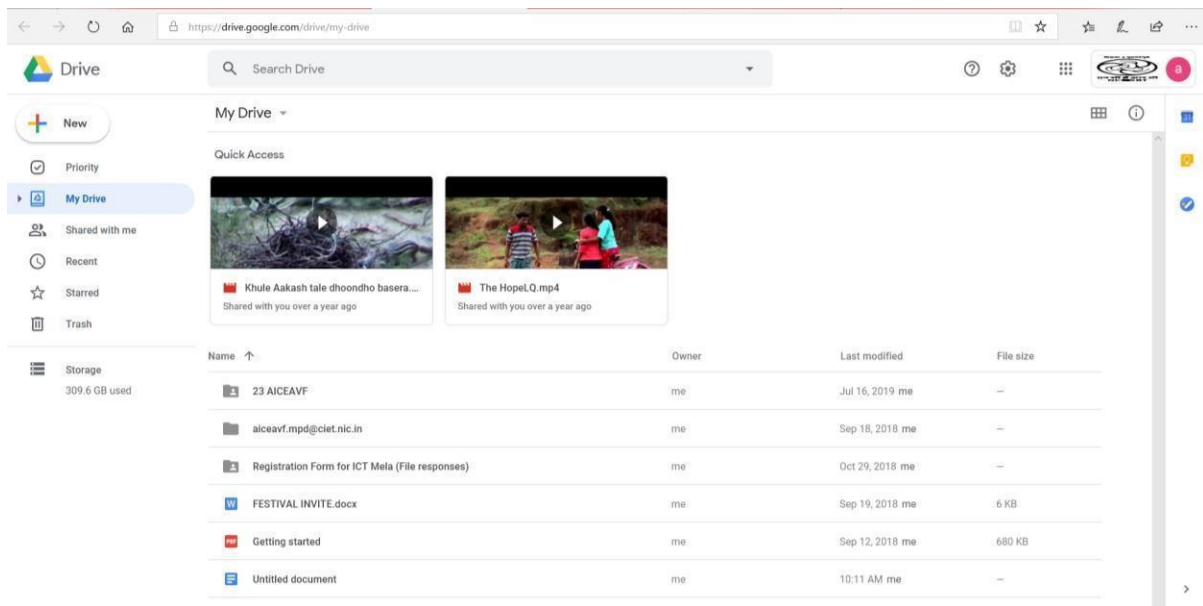 https://drive.google.com/drive/my-drive
Drive
Search Drive
a
New
My Drive
Priority
My Drive
Shared with me
Recent
Starred
Trash
Storage
309.6 GB used
Quick Access
Khule Aakash tale dhoondho basera....
Shared with you over a year ago
The HopeLQ.mp4
Shared with you over a year ago
Name Owner Last modified File size
23 AICEAVF me Jul 16, 2019 me –
aiceavf.mpd@ciet.nic.in me Sep 18, 2018 me –
Registration Form for ICT Mela (File responses) me Oct 29, 2018 me –
W FESTIVAL INVITE.docx me Sep 19, 2018 me 6 KB
PDF Getting started me Sep 12, 2018 me 680 KB
Untitled document me 10:11 AM me –
31